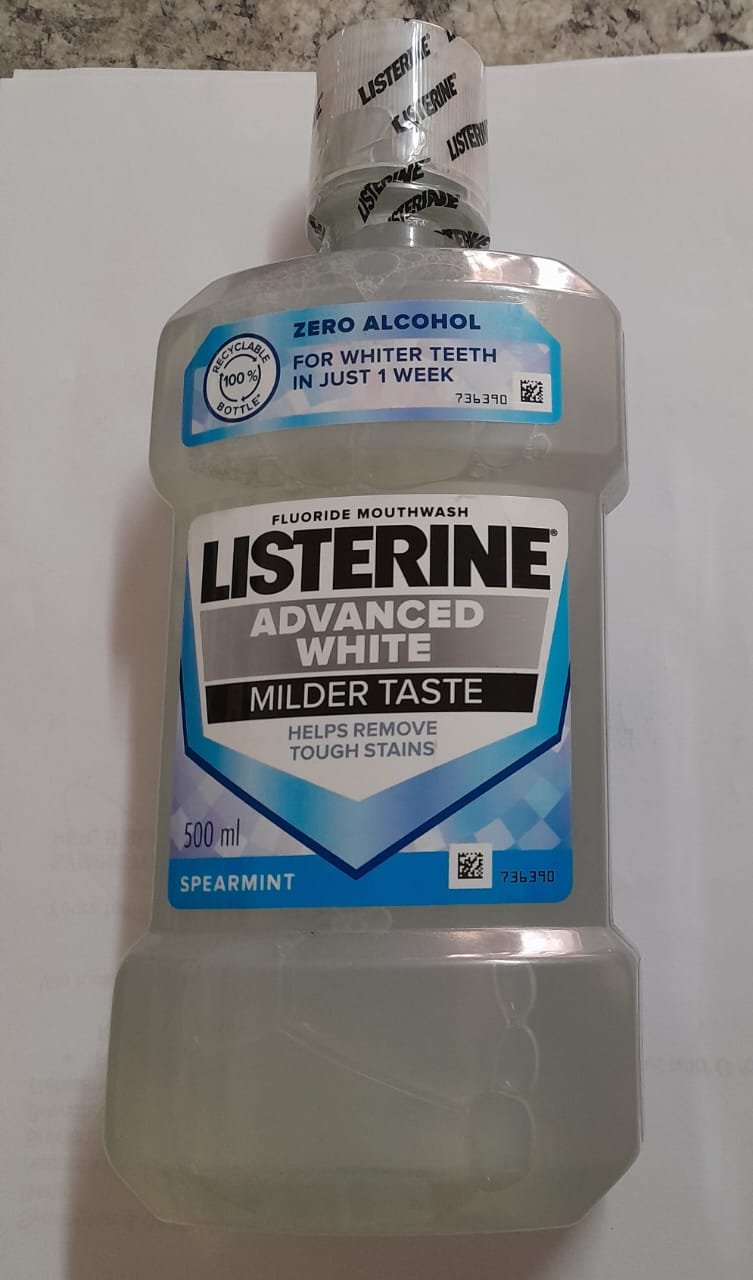 LISTERINE
LISTERINE
LISTERINE
LISTERINE
LISTERINE
ZERO ALCOHOL
RECYCLABLE
100%
BOTTLE*
FOR WHITER TEETH
IN JUST 1 WEEK
736390
FLUORIDE MOUTHWASH
LISTERINE®
ADVANCED
WHITE
MILDER TASTE
HELPS REMOVE
TOUGH STAINS
500 ml
SPEARMINT
736390